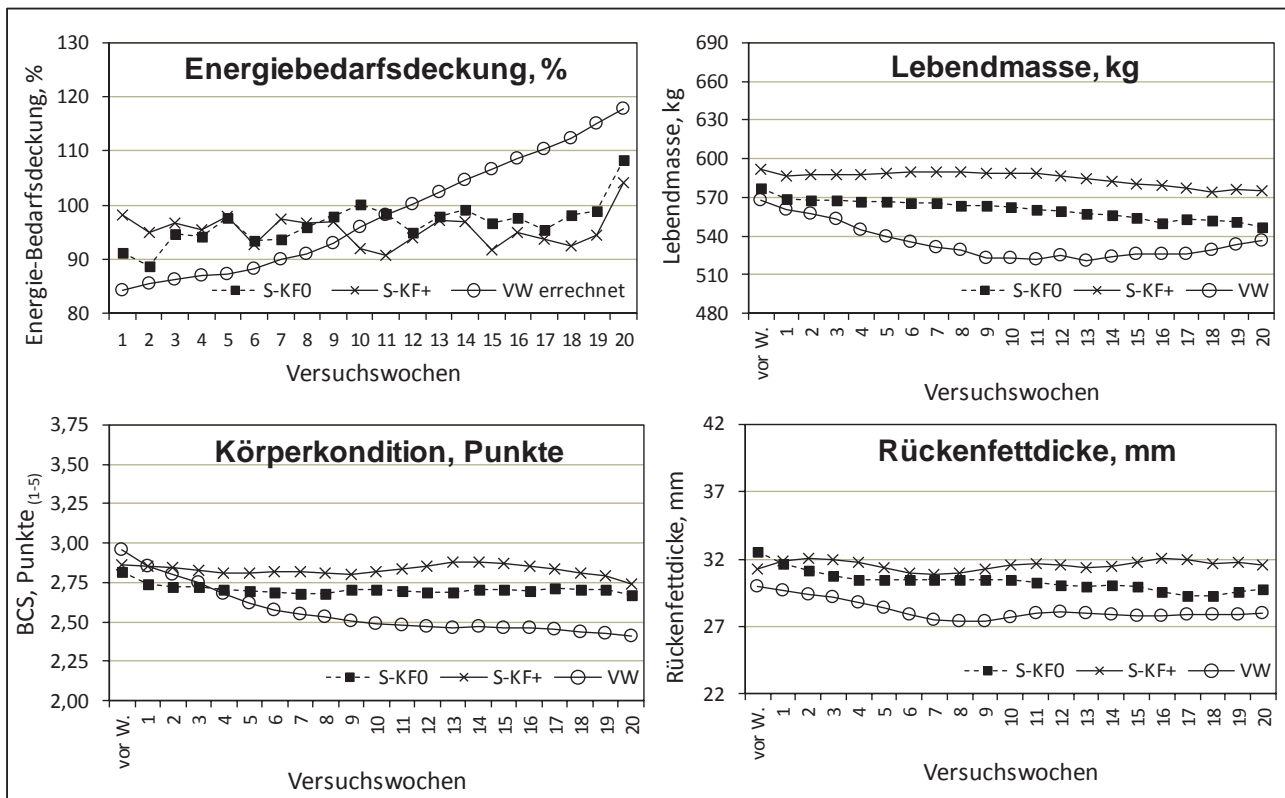 Energiebedarfsdeckung, %
Energie-Bedarfsdeckung, %
130
120
110
100
90
80
S-KF0 S-KF+ VW errechnet
1 2 3 4 5 6 7 8 9 10 11 12 13 14 15 16 17 18 19 20
Versuchswochen
Lebendmasse, kg
Lebendmasse, kg
690
660
630
600
570
540
510
480
S-KF0 S-KF+ VW
vor W. 1 2 3 4 5 6 7 8 9 10 11 12 13 14 15 16 17 18 19 20
Versuchswochen
Körperkondition, Punkte
BCS, Punkte (1-5)
3,75
3,50
3,25
3,00
2,75
2,50
2,25
2,00
S-KF0 S-KF+ VW
vor W. 1 2 3 4 5 6 7 8 9 10 11 12 13 14 15 16 17 18 19 20
Versuchswochen
Rückenfettdicke, mm
Rückenfettdicke, mm
42
37
32
27
22
S-KF0 S-KF+ VW
vor W. 1 2 3 4 5 6 7 8 9 10 11 12 13 14 15 16 17 18 19 20
Versuchswochen